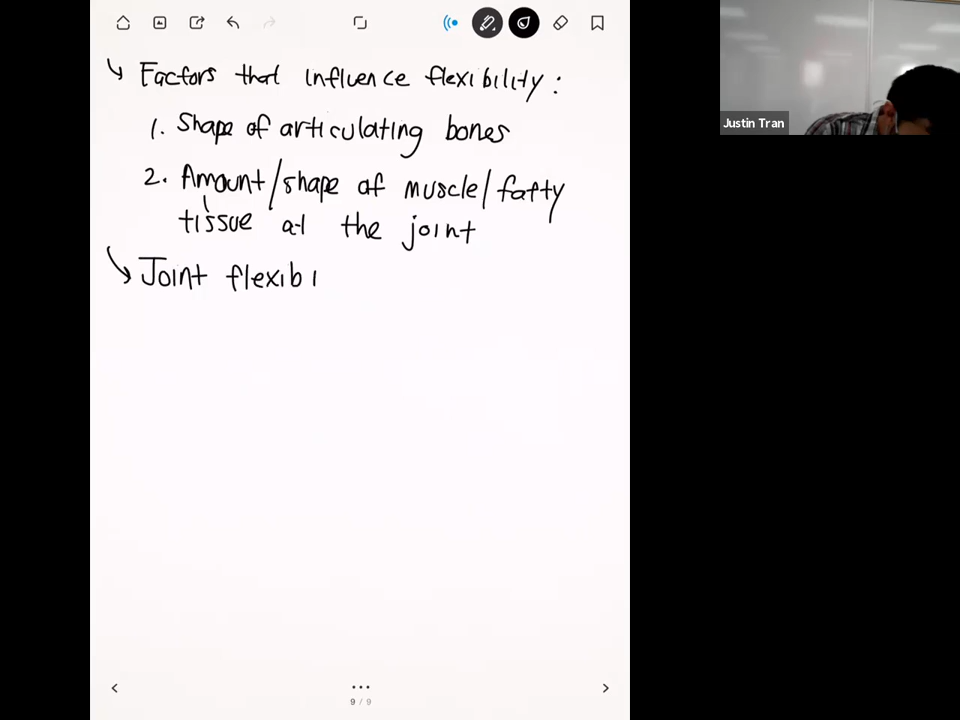 ↳ Factors that influence flexibility:
1. Shape of articulating bones
2. Amount/shape of muscle/fatty
tissue at the joint
↳ Joint flexibi
9 / 9
Justin Tran